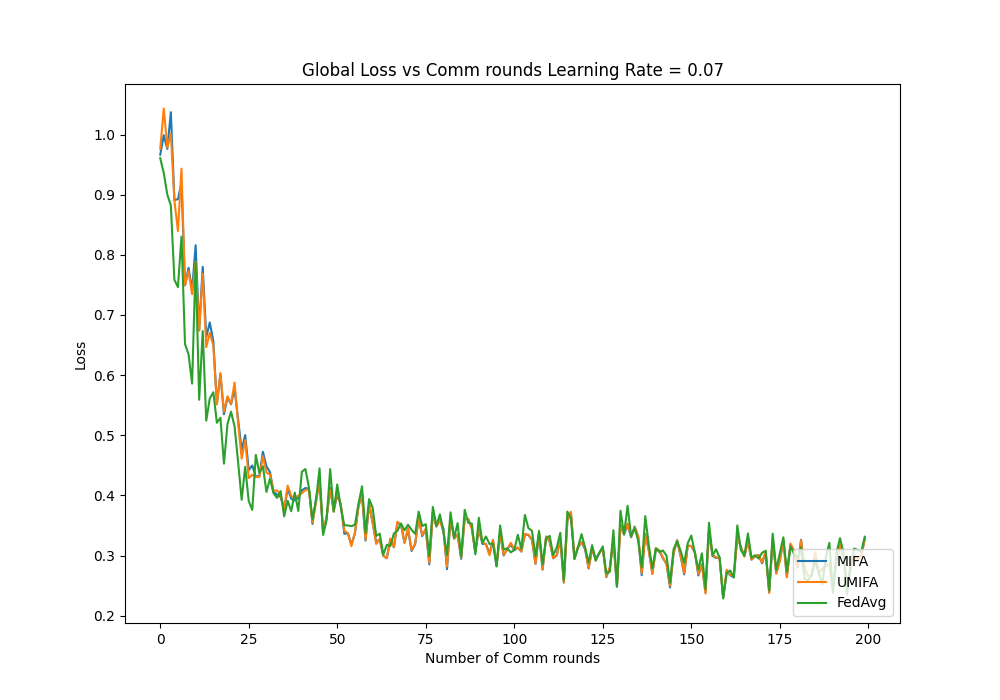 Global Loss vs Comm rounds Learning Rate = 0.07
Loss
1.0
0.9
0.8
0.7
0.6
0.5
0.4
0.3
0.2
0 25 50 75 100 125 150 175 200
Number of Comm rounds
MIFA
UMIFA
FedAvg